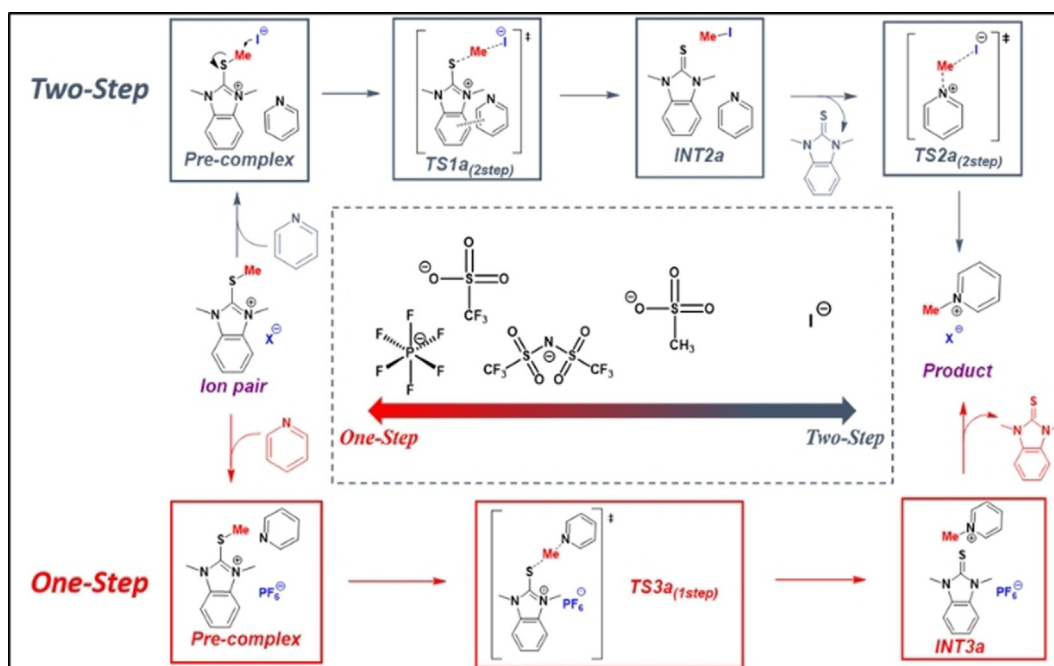 Two-Step
Me
I⊖
S
N
N⊕
N
Pre-complex
‡
I⊖
Me
S
N
N⊕
N
TS1a(2step)
Me–I
S
N
N
N
INT2a
S
N
N
‡
I⊖
Me
N⊕
TS2a(2step)
N
Me
S
N
N⊕
X⊖
Ion pair
N
O
⊖O
S
O
CF3
F
F
F
P⊖
F
F
F
O
O
N⊖
S
S
CF3
O
O
CF3
O
⊖O
S
O
CH3
I⊖
One-Step
Two-Step
Me
N⊕
X⊖
Product
S
N
N
One-Step
Me
S
N
N⊕
N
PF6⊖
Pre-complex
‡
N
Me
S
N
N
PF6⊖
TS3a(1step)
Me
N⊕
S
N
N
PF6⊖
INT3a